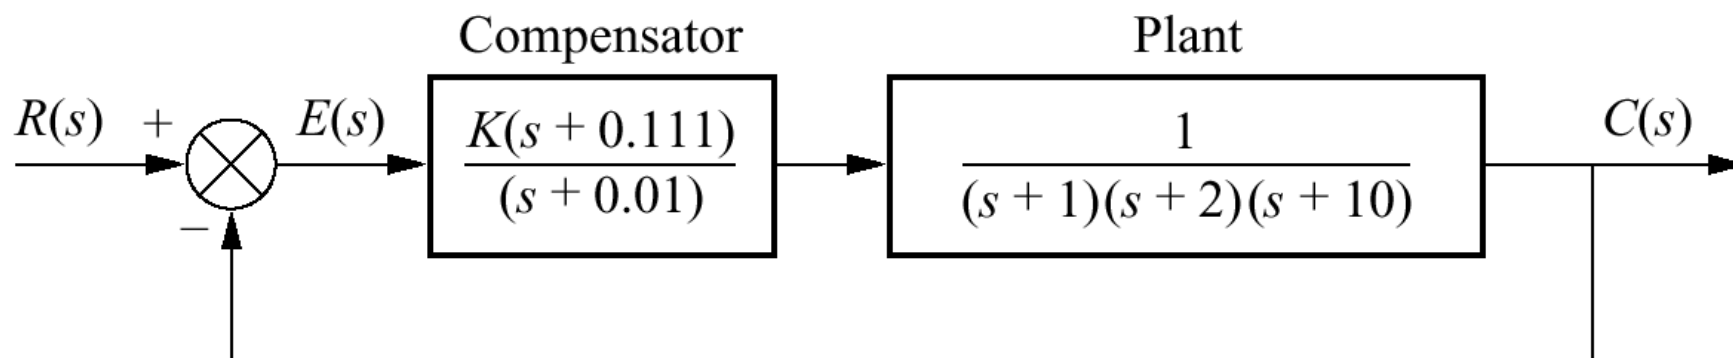 Compensator
Plant
R(s) + E(s)
K(s + 0.111)
(s + 0.01)
1
(s + 1)(s + 2)(s + 10)
C(s)
−